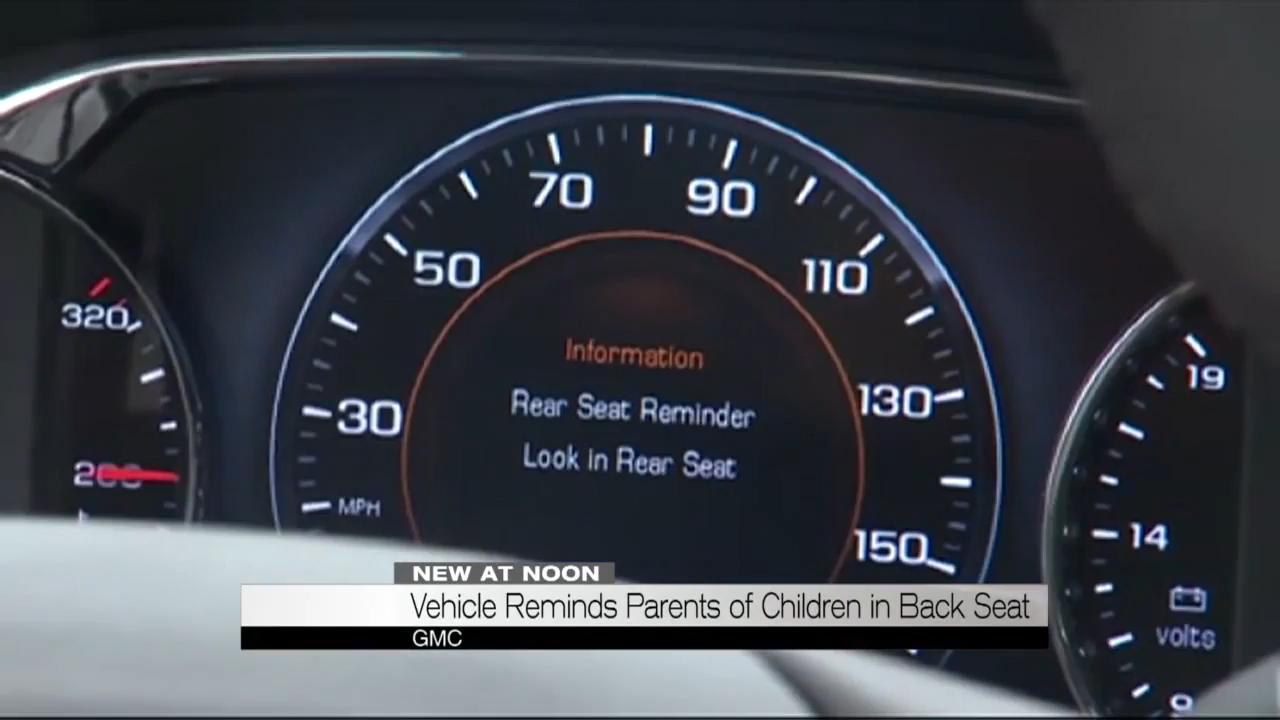 70
90
50
110
320
19
Information
30
130
Rear Seat Reminder
Look in Rear Seat
MPH
14
150
NEW AT NOON
Vehicle Reminds Parents of Children in Back Seat
volts
GMC